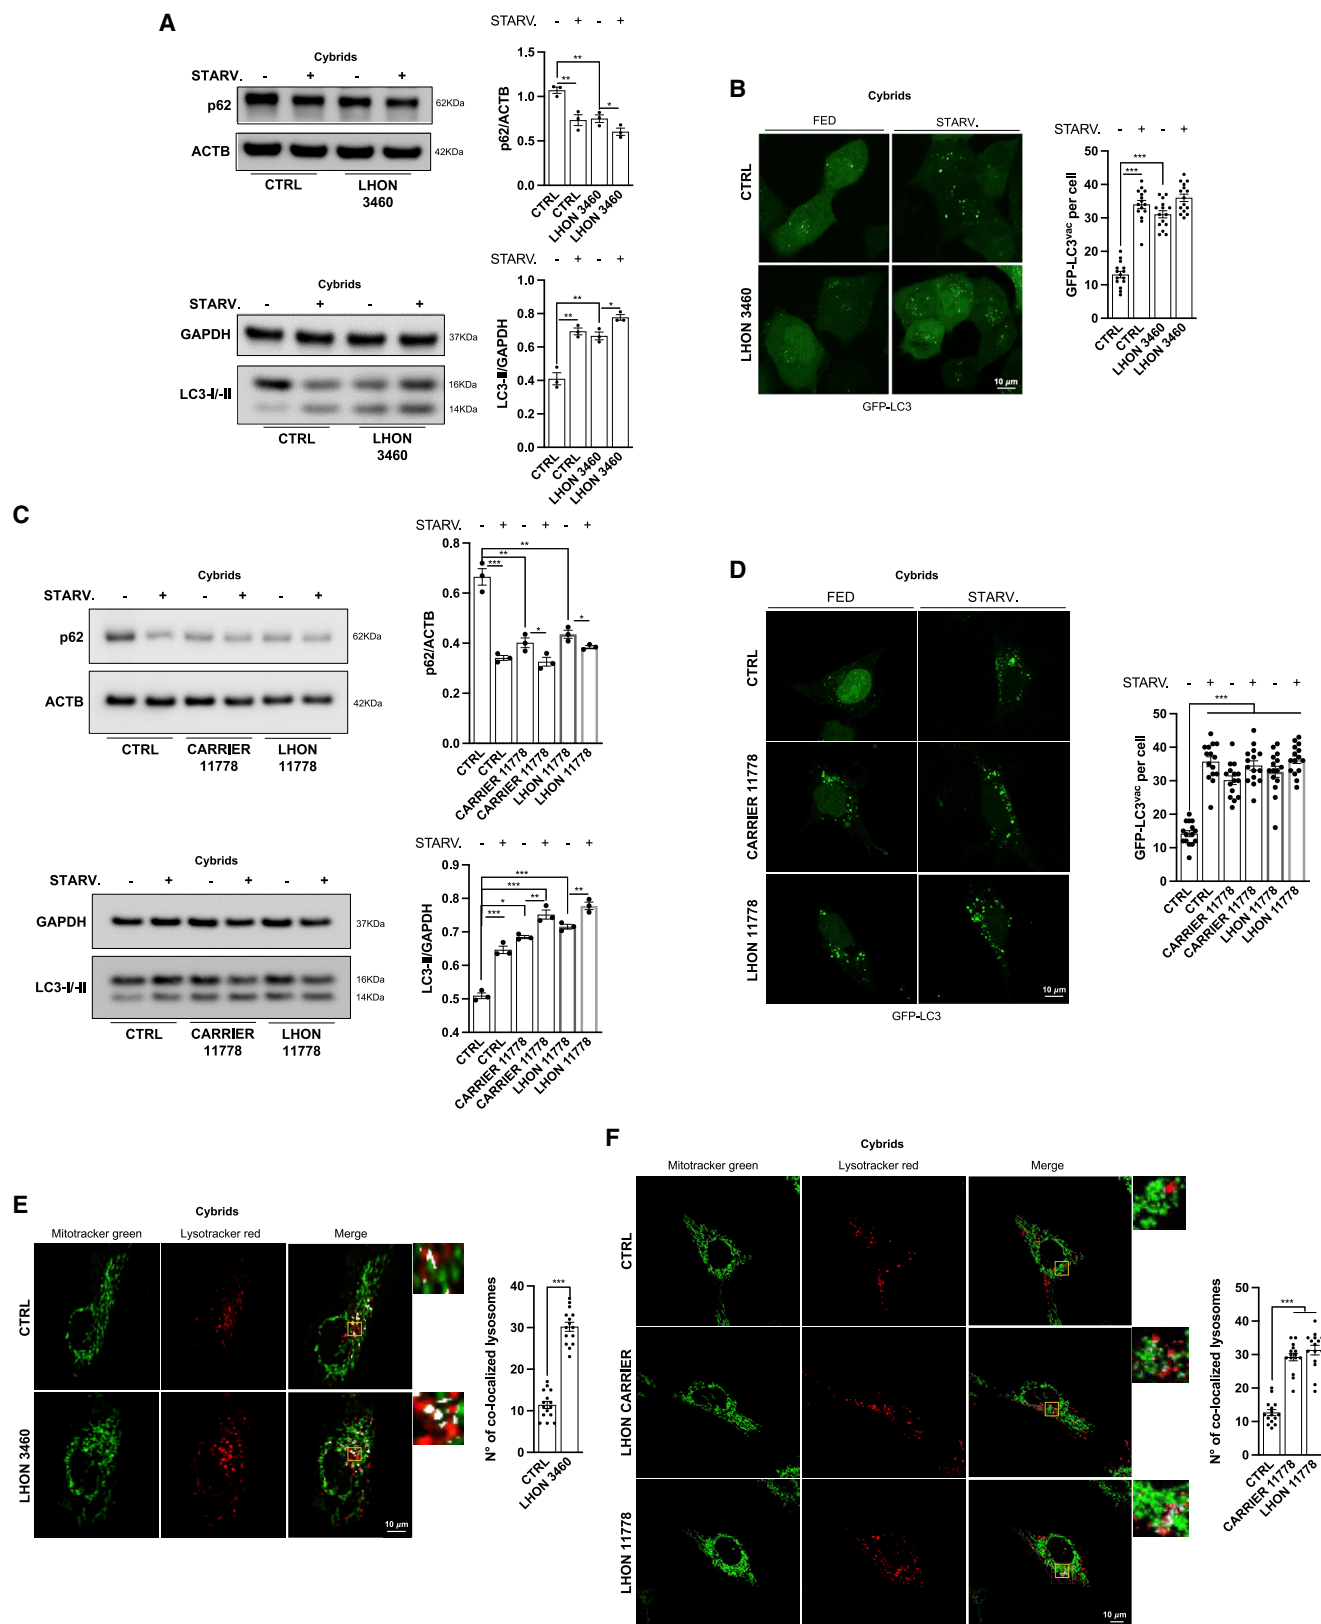 A
Cybrids
STARV. - + - +
p62 62KDa
ACTB 42KDa
CTRL LHON
3460
STARV. - + - +
1.5
1.0
0.5
0.0
p62/ACTB
** ** *
CTRL CTRL LHON 3460 LHON 3460
Cybrids
STARV. - + - +
GAPDH 37KDa
LC3-I/-II 16KDa
14KDa
CTRL LHON
3460
STARV. - + - +
1.0
0.8
0.6
0.4
0.2
0.0
LC3-II/GAPDH
** ** *
CTRL CTRL LHON 3460 LHON 3460
B
Cybrids
FED STARV.
CTRL
LHON 3460
10 µm
GFP-LC3
STARV. - + - +
50
40
30
20
10
0
GFP-LC3vac per cell
*** ***
CTRL CTRL LHON 3460 LHON 3460
C
Cybrids
STARV. - + - + - +
p62 62KDa
ACTB 42KDa
CTRL CARRIER LHON
11778 11778
STARV. - + - + - +
0.8
0.6
0.4
0.2
0.0
p62/ACTB
** ** *** * *
CTRL CTRL CARRIER 11778 CARRIER 11778 LHON 11778 LHON 11778
Cybrids
STARV. - + - + - +
GAPDH 37KDa
LC3-I/-II 16KDa
14KDa
CTRL CARRIER LHON
11778 11778
STARV. - + - + - +
0.9
0.8
0.7
0.6
0.5
0.4
LC3-II/GAPDH
*** *** * *** ** **
CTRL CTRL CARRIER 11778 CARRIER 11778 LHON 11778 LHON 11778
D
Cybrids
FED STARV.
CTRL
CARRIER 11778
LHON 11778
10 µm
GFP-LC3
STARV. - + - + - +
50
40
30
20
10
0
GFP-LC3vac per cell
***
CTRL CTRL CARRIER 11778 CARRIER 11778 LHON 11778 LHON 11778
E
Cybrids
Mitotracker green Lysotracker red Merge
CTRL
LHON 3460
10 µm
40
30
20
10
0
N° of co-localized lysosomes
***
CTRL LHON 3460
F
Cybrids
Mitotracker green Lysotracker red Merge
CTRL
LHON CARRIER
LHON 11778
10 µm
50
40
30
20
10
0
N° of co-localized lysosomes
***
CTRL CARRIER 11778 LHON 11778